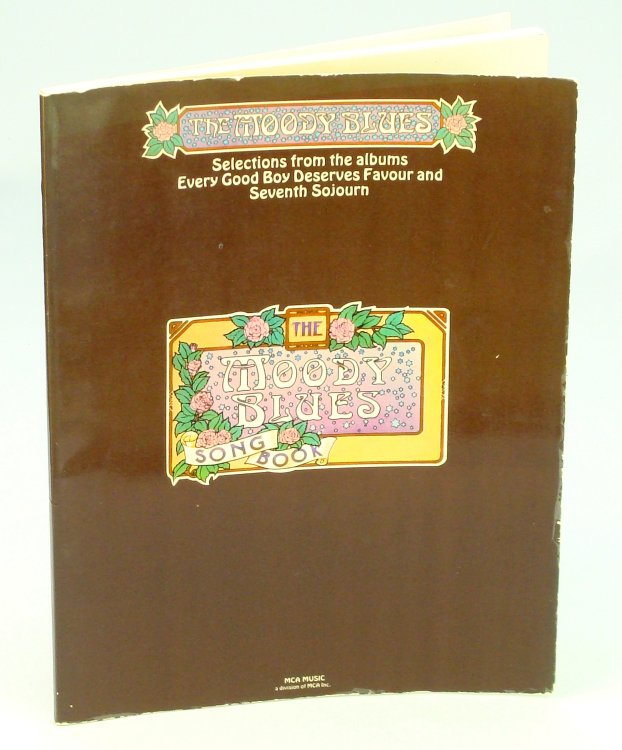 THE MOODY BLUES
Selections from the albums
Every Good Boy Deserves Favour and
Seventh Sojourn
THE
MOODY
BLUES
SONG
BOOK
MCA MUSIC
a division of MCA Inc.